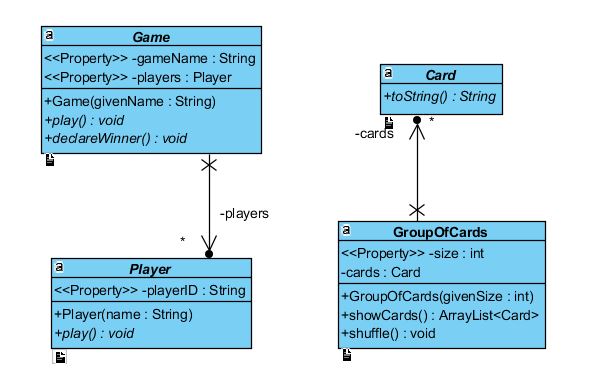 a
Game
<<Property>> -gameName : String
<<Property>> -players : Player
+Game(givenName : String)
+play() : void
+declareWinner() : void
-players
*
a
Player
<<Property>> -playerID : String
+Player(name : String)
+play() : void
a
Card
+toString() : String
-cards
*
a
GroupOfCards
<<Property>> -size : int
-cards : Card
+GroupOfCards(givenSize : int)
+showCards() : ArrayList<Card>
+shuffle() : void